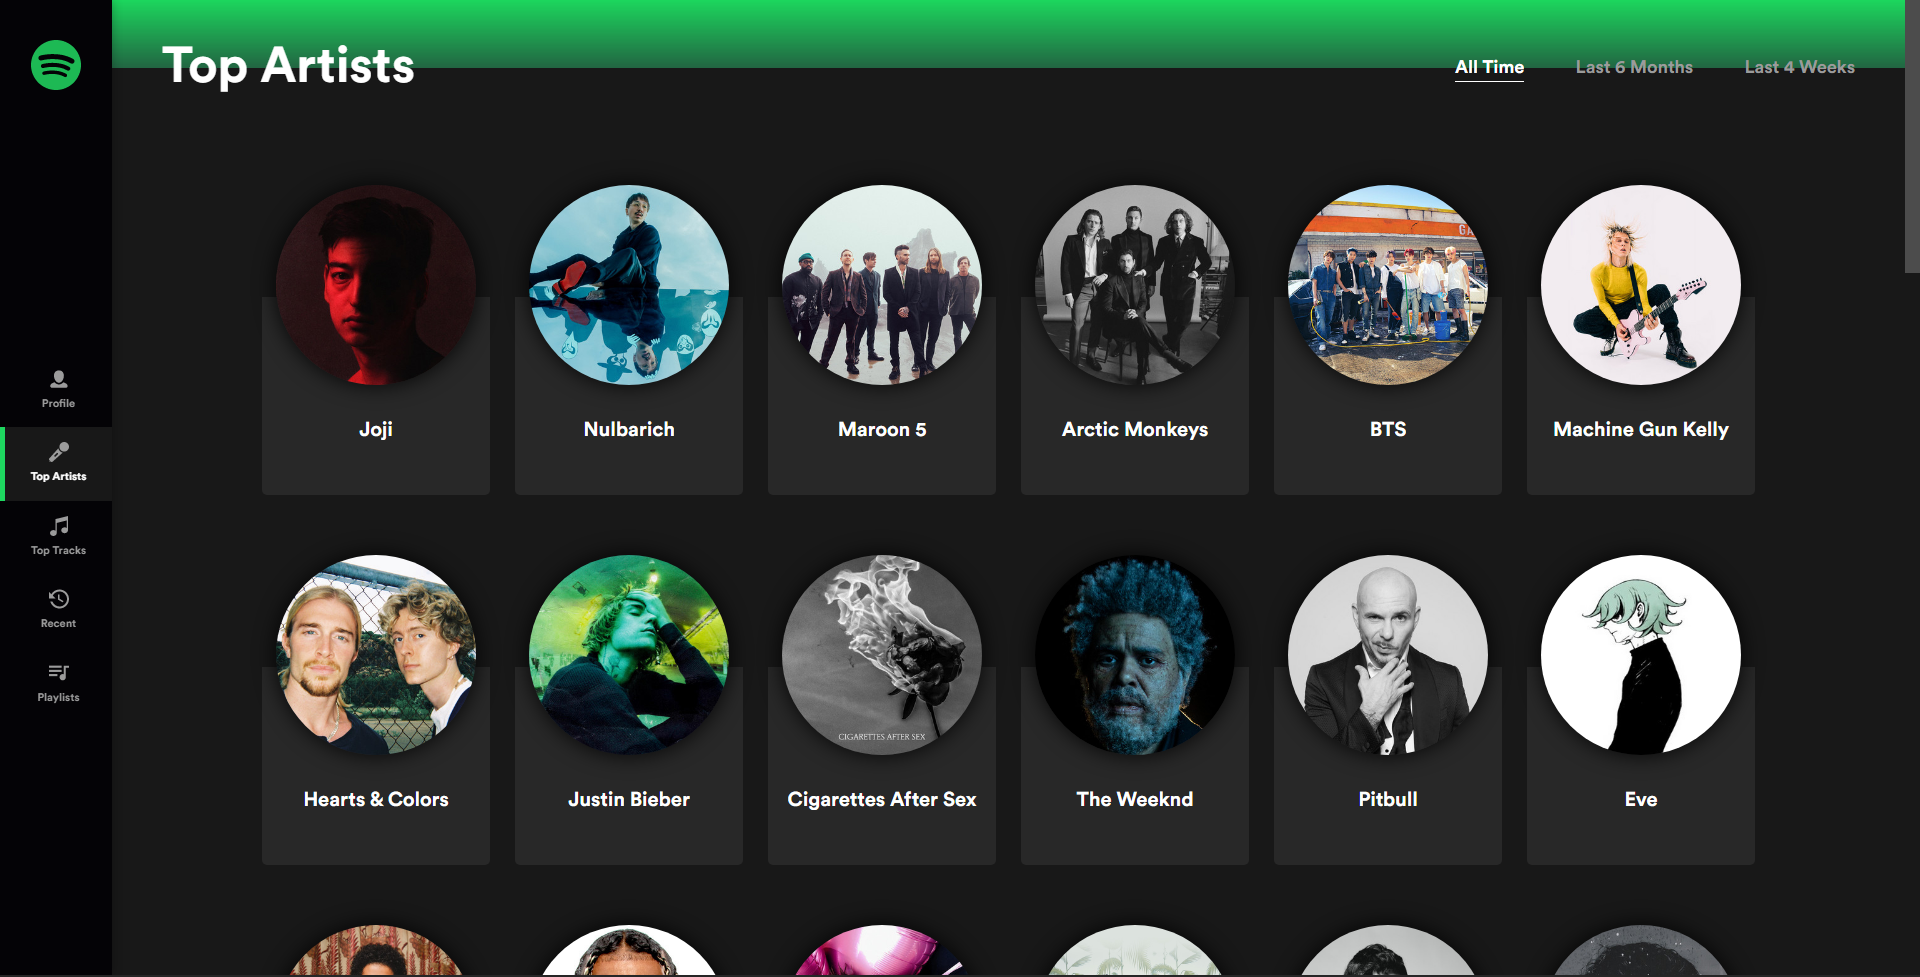 Top Artists
All Time
Last 6 Months
Last 4 Weeks
GA
Joji
Nulbarich
Maroon 5
Arctic Monkeys
BTS
Machine Gun Kelly
Profile
Top Artists
Top Tracks
Recent
Playlists
CIGARETTES AFTER SEX
Hearts & Colors
Justin Bieber
Cigarettes After Sex
The Weeknd
Pitbull
Eve